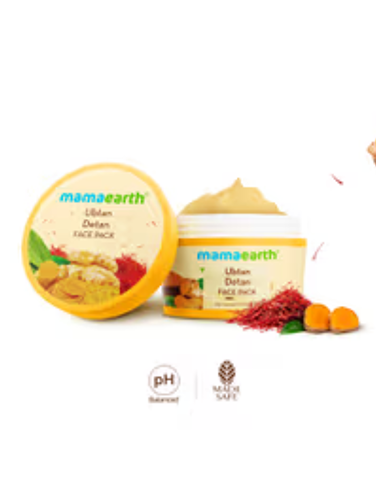 mamaearth
Ubtan
Detan
FACE PACK
mamaearth
Ubtan
Detan
FACE PACK
pH
Balanced
MADE
SAFE